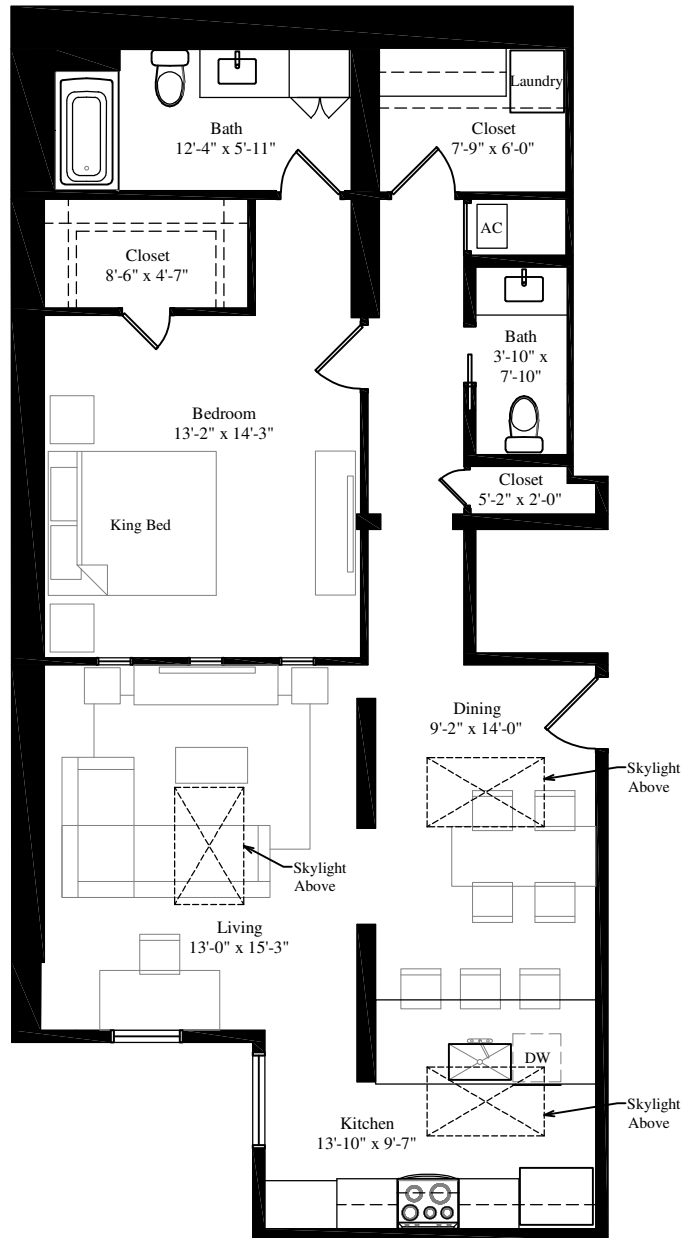 Laundry
Bath
12'-4" x 5'-11"
Closet
7'-9" x 6'-0"
AC
Closet
8'-6" x 4'-7"
Bath
3'-10" x
7'-10"
Bedroom
13'-2" x 14'-3"
Closet
5'-2" x 2'-0"
King Bed
Dining
9'-2" x 14'-0"
Skylight
Above
Skylight
Above
Living
13'-0" x 15'-3"
DW
Skylight
Above
Kitchen
13'-10" x 9'-7"